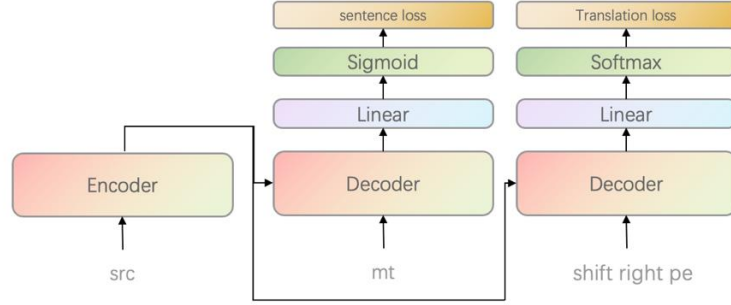 sentence loss
Translation loss
Sigmoid
Softmax
Linear
Linear
Encoder
Decoder
Decoder
src
mt
shift right pe